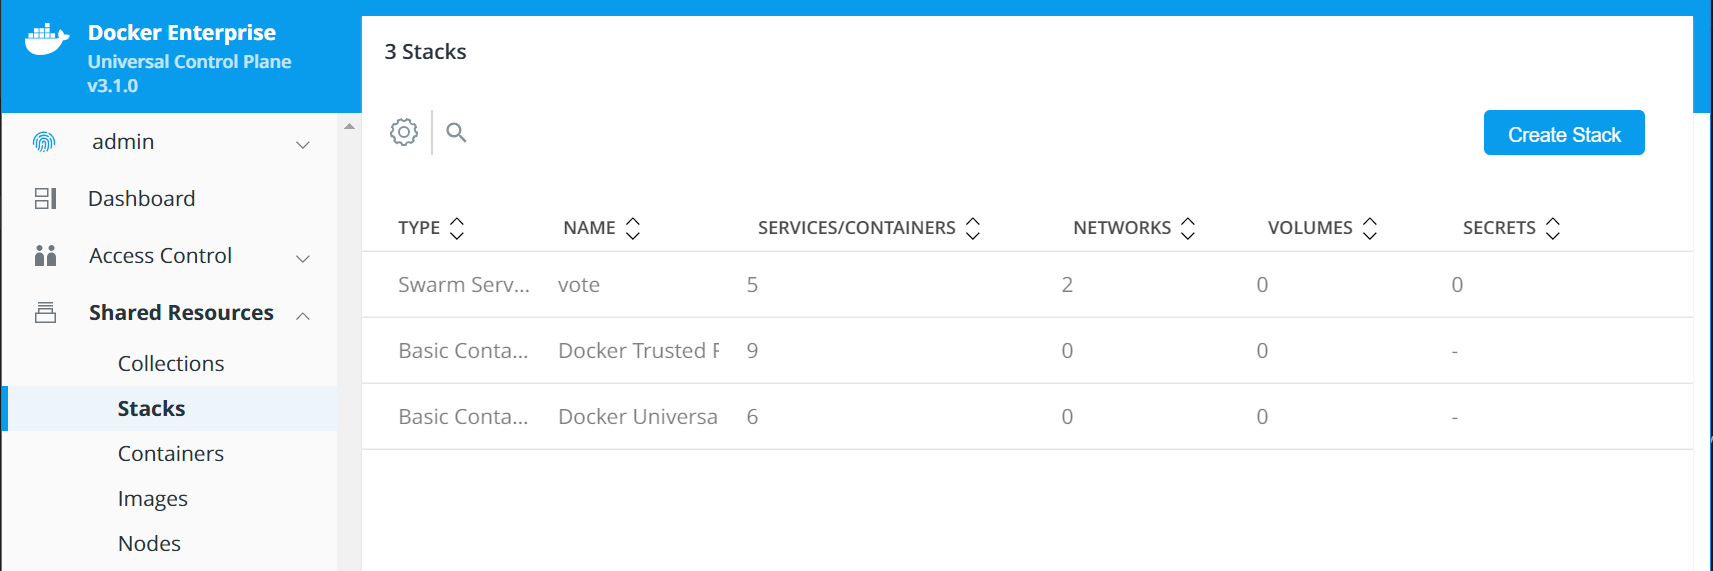 Docker Enterprise
Universal Control Plane
v3.1.0
admin
Dashboard
Access Control
Shared Resources
Collections
Stacks
Containers
Images
Nodes
3 Stacks
Create Stack
TYPE NAME SERVICES/CONTAINERS NETWORKS VOLUMES SECRETS
Swarm Serv... vote 5 2 0 0
Basic Conta... Docker Trusted 9 0 0 -
Basic Conta... Docker Universa 6 0 0 -